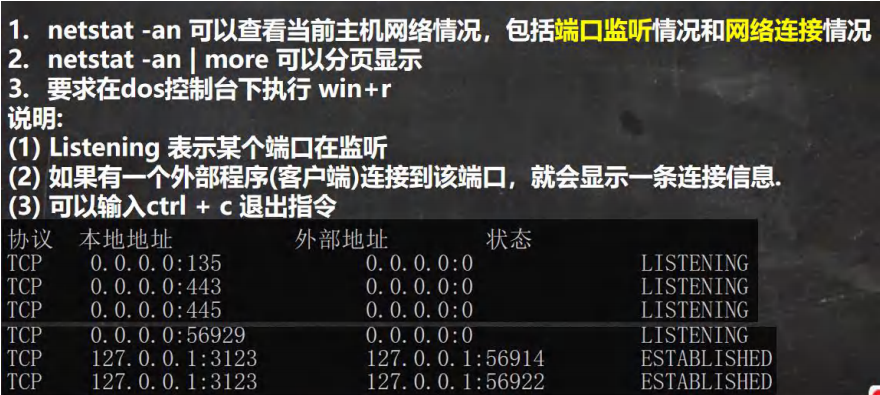 1. netstat -an 可以查看当前主机网络情况，包括端口监听情况和网络连接情况
2. netstat -an | more 可以分页显示
3. 要求在dos控制台下执行 win+r
说明:
(1) Listening 表示某个端口在监听
(2) 如果有一个外部程序(客户端)连接到该端口，就会显示一条连接信息.
(3) 可以输入ctrl + c 退出指令
协议 本地地址 外部地址 状态
TCP 0.0.0.0:135 0.0.0.0:0 LISTENING
TCP 0.0.0.0:443 0.0.0.0:0 LISTENING
TCP 0.0.0.0:445 0.0.0.0:0 LISTENING
TCP 0.0.0.0:56929 0.0.0.0:0 LISTENING
TCP 127.0.0.1:3123 127.0.0.1:56914 ESTABLISHED
TCP 127.0.0.1:3123 127.0.0.1:56922 ESTABLISHED